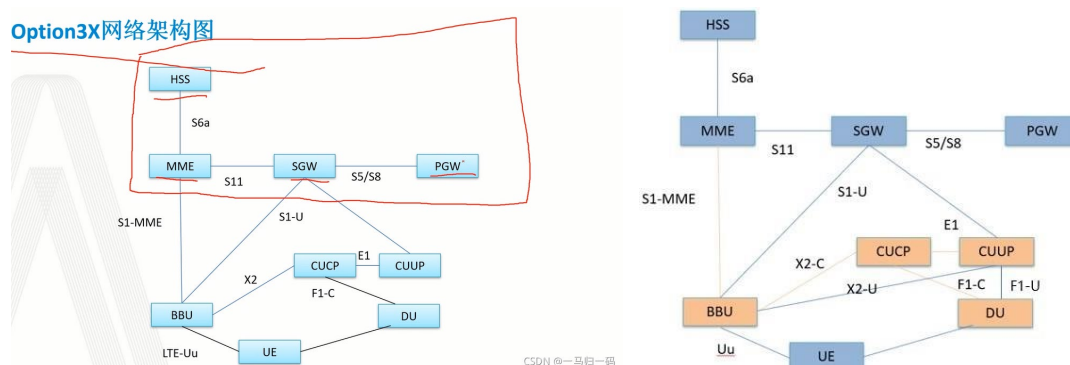 Option3X网络架构图
HSS
S6a
MME
S11
SGW
S5/S8
PGW
S1-MME
S1-U
X2
CUCP
E1
CUUP
F1-C
BBU
DU
LTE-Uu
UE
CSDN @一马归一码
HSS
S6a
MME
S11
SGW
S5/S8
PGW
S1-MME
S1-U
E1
CUCP
CUUP
X2-C
X2-U
F1-C
F1-U
BBU
DU
Uu
UE